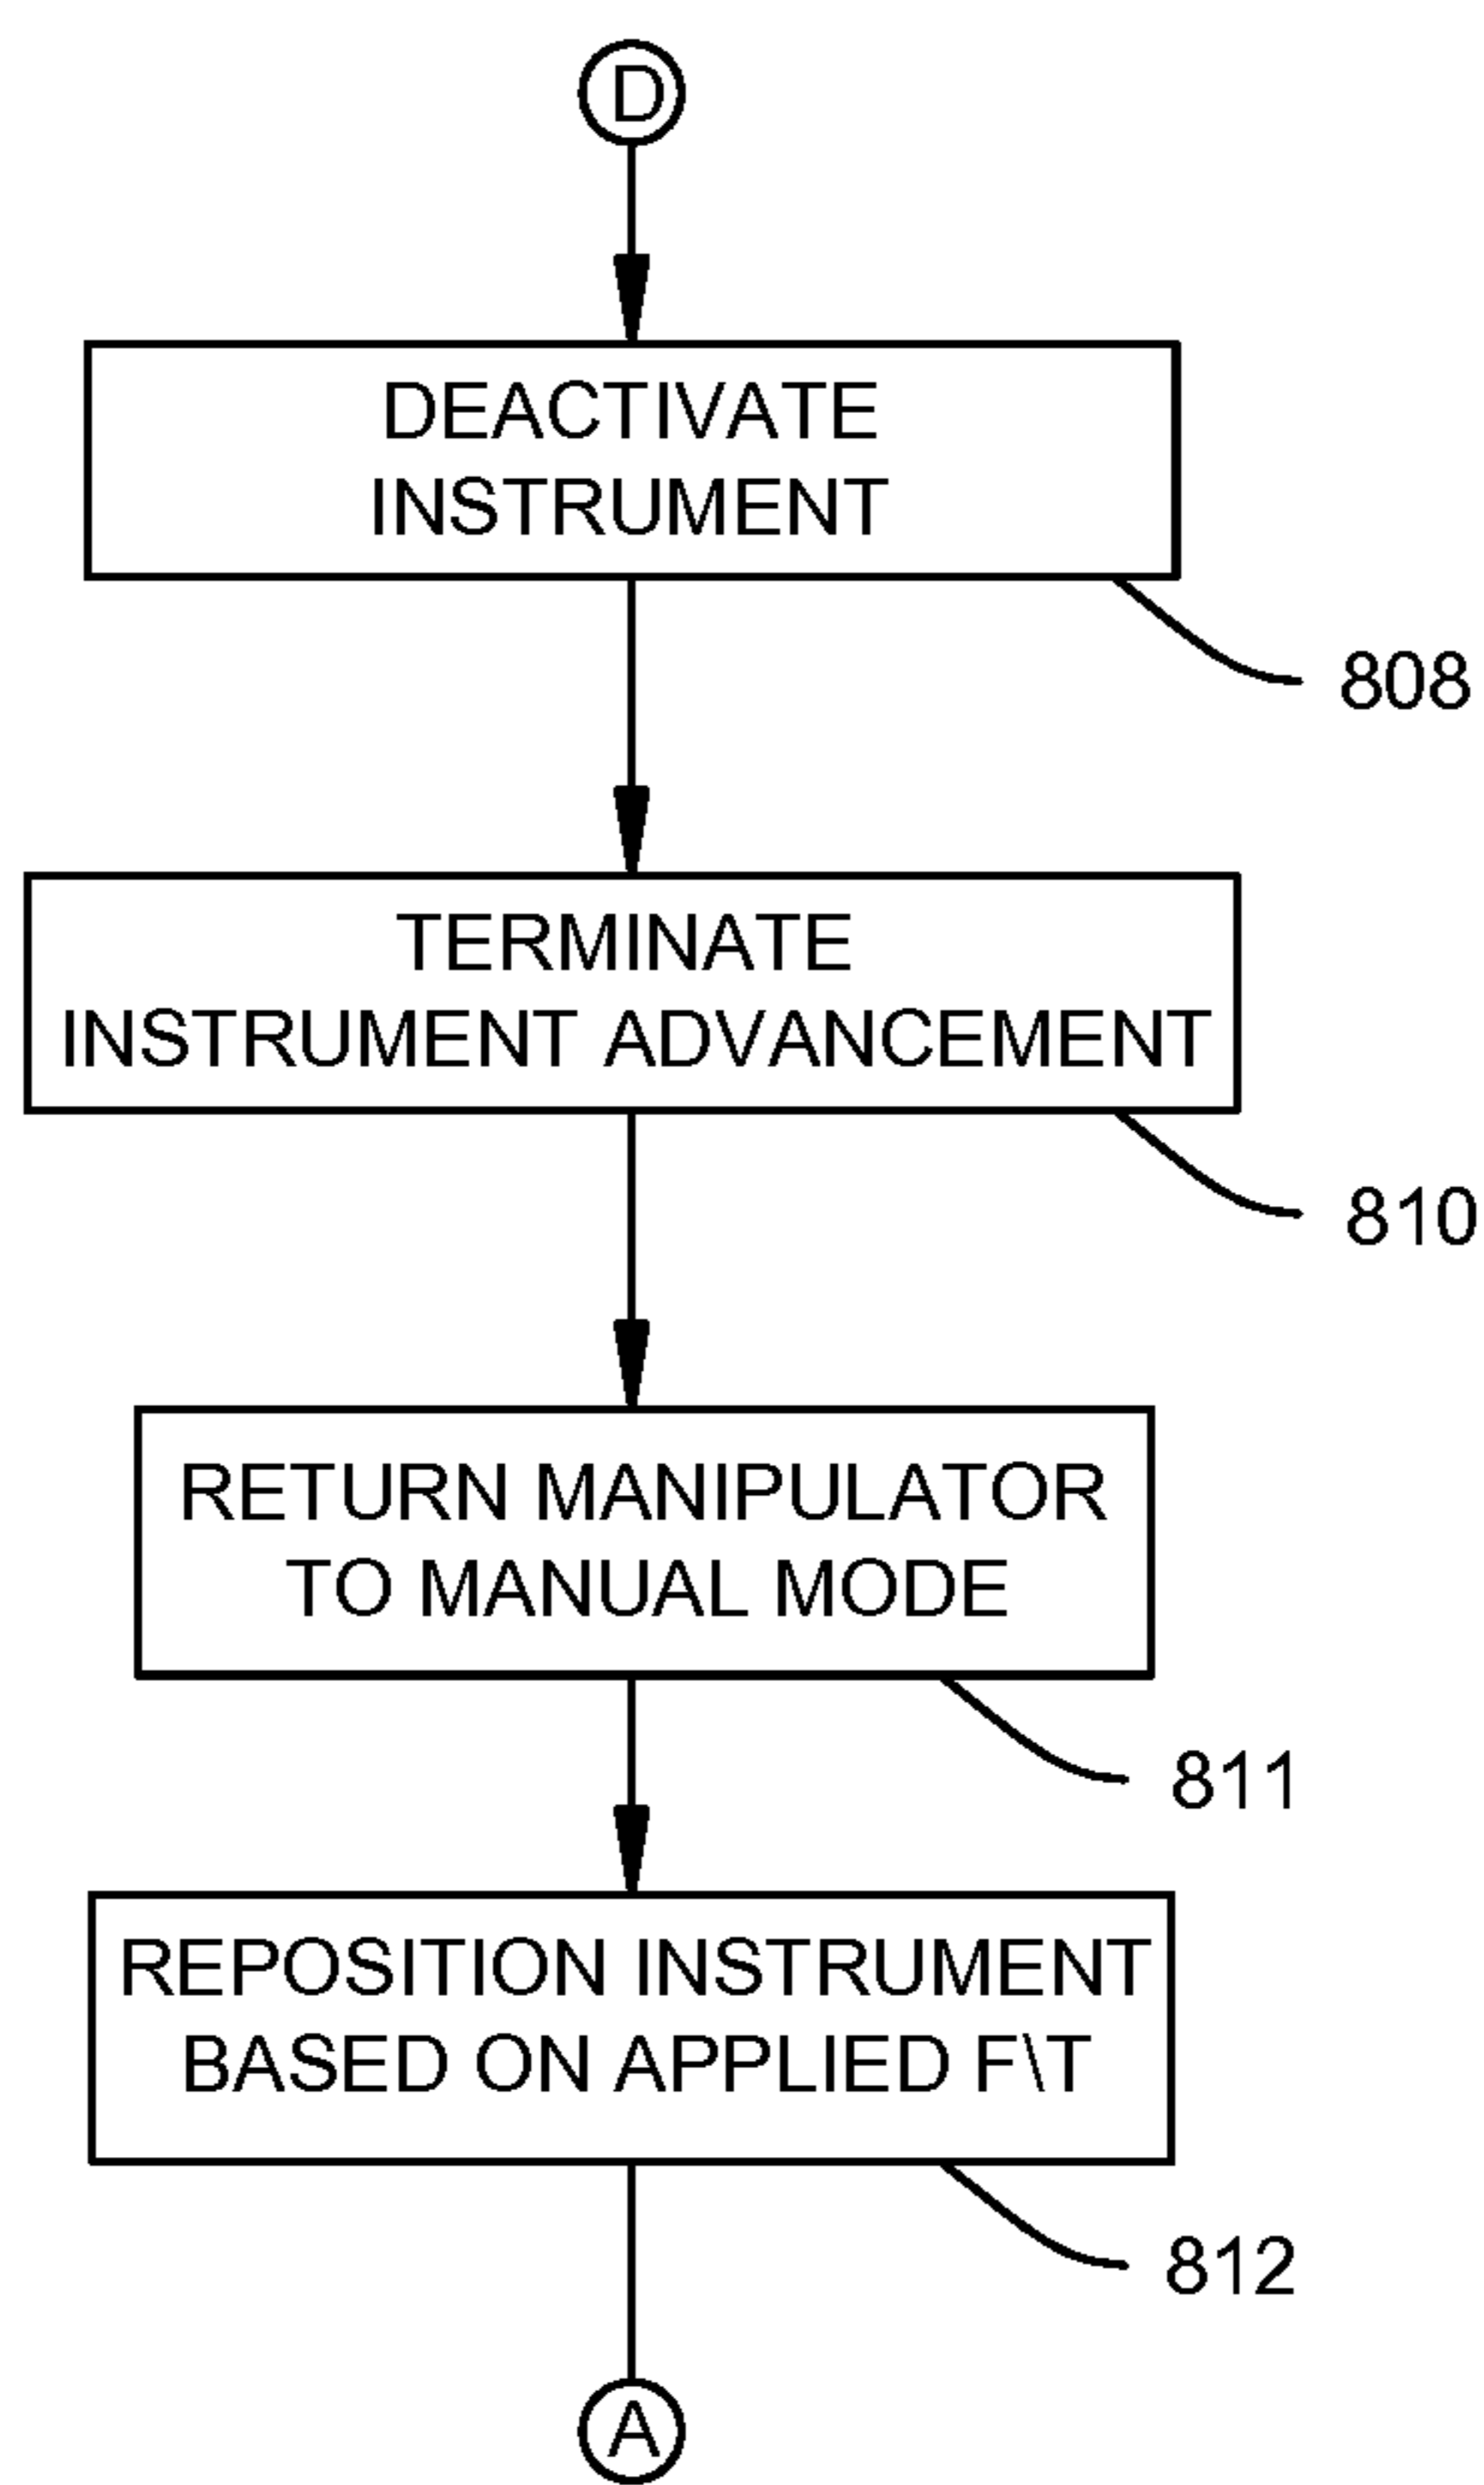 D
DEACTIVATE
INSTRUMENT
808
TERMINATE
INSTRUMENT ADVANCEMENT
810
RETURN MANIPULATOR
TO MANUAL MODE
811
REPOSITION INSTRUMENT
BASED ON APPLIED F\T
812
A